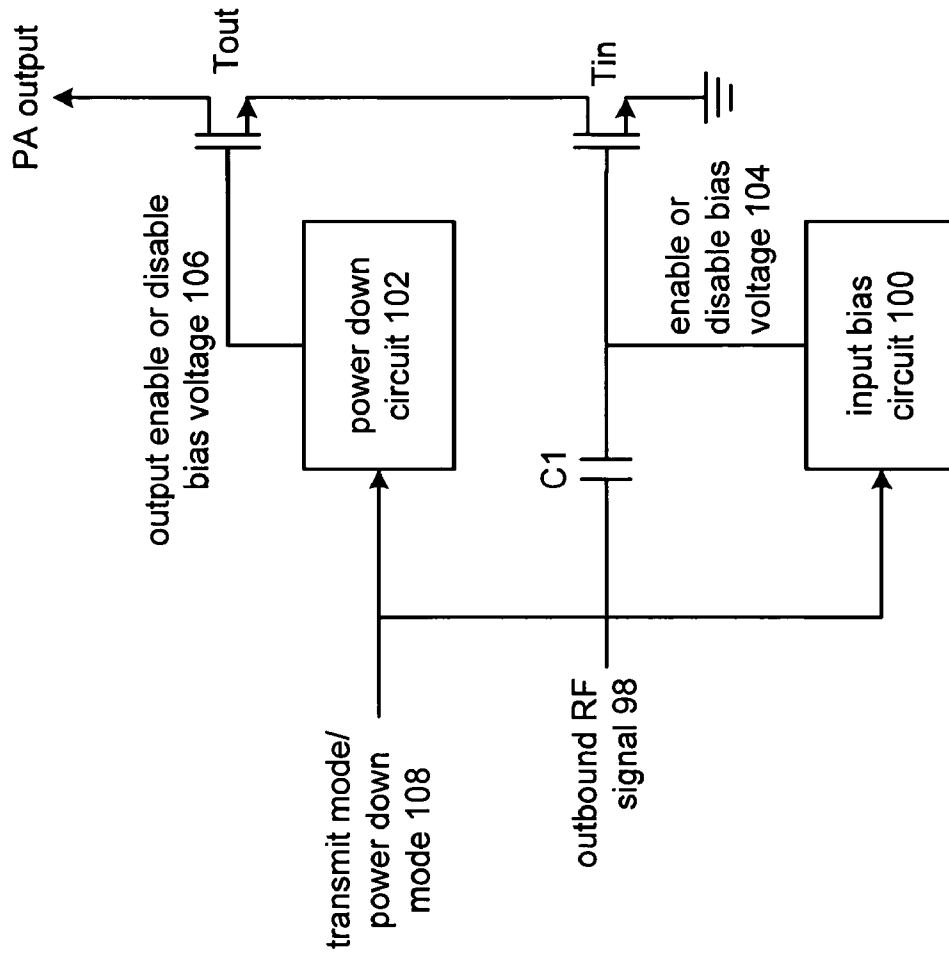 PA output
Tout
output enable or disable
bias voltage 106
power down
circuit 102
transmit mode/
power down
mode 108
Tin
C1
outbound RF
signal 98
enable or
disable bias
voltage 104
input bias
circuit 100